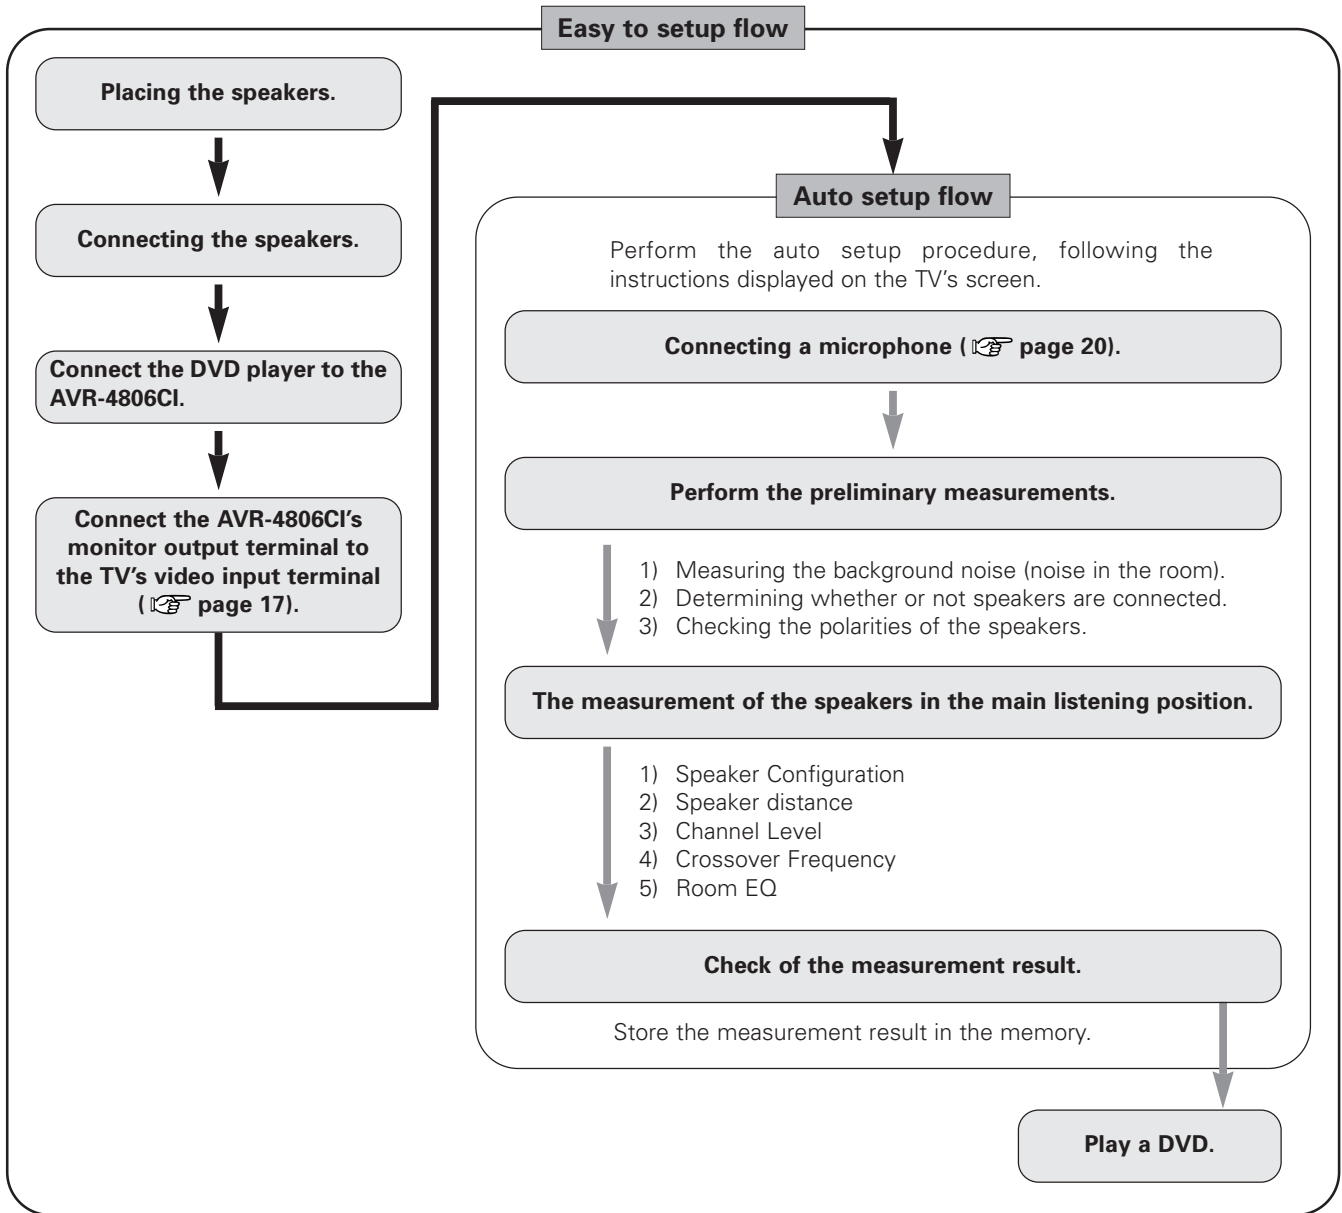 Easy to setup flow
Placing the speakers.
Connecting the speakers.
Connect the DVD player to the
AVR-4806CI.
Connect the AVR-4806CI's
monitor output terminal to
the TV's video input terminal
( page 17).
Auto setup flow
Perform the auto setup procedure, following the
instructions displayed on the TV's screen.
Connecting a microphone ( page 20).
Perform the preliminary measurements.
1) Measuring the background noise (noise in the room).
2) Determining whether or not speakers are connected.
3) Checking the polarities of the speakers.
The measurement of the speakers in the main listening position.
1) Speaker Configuration
2) Speaker distance
3) Channel Level
4) Crossover Frequency
5) Room EQ
Check of the measurement result.
Store the measurement result in the memory.
Play a DVD.